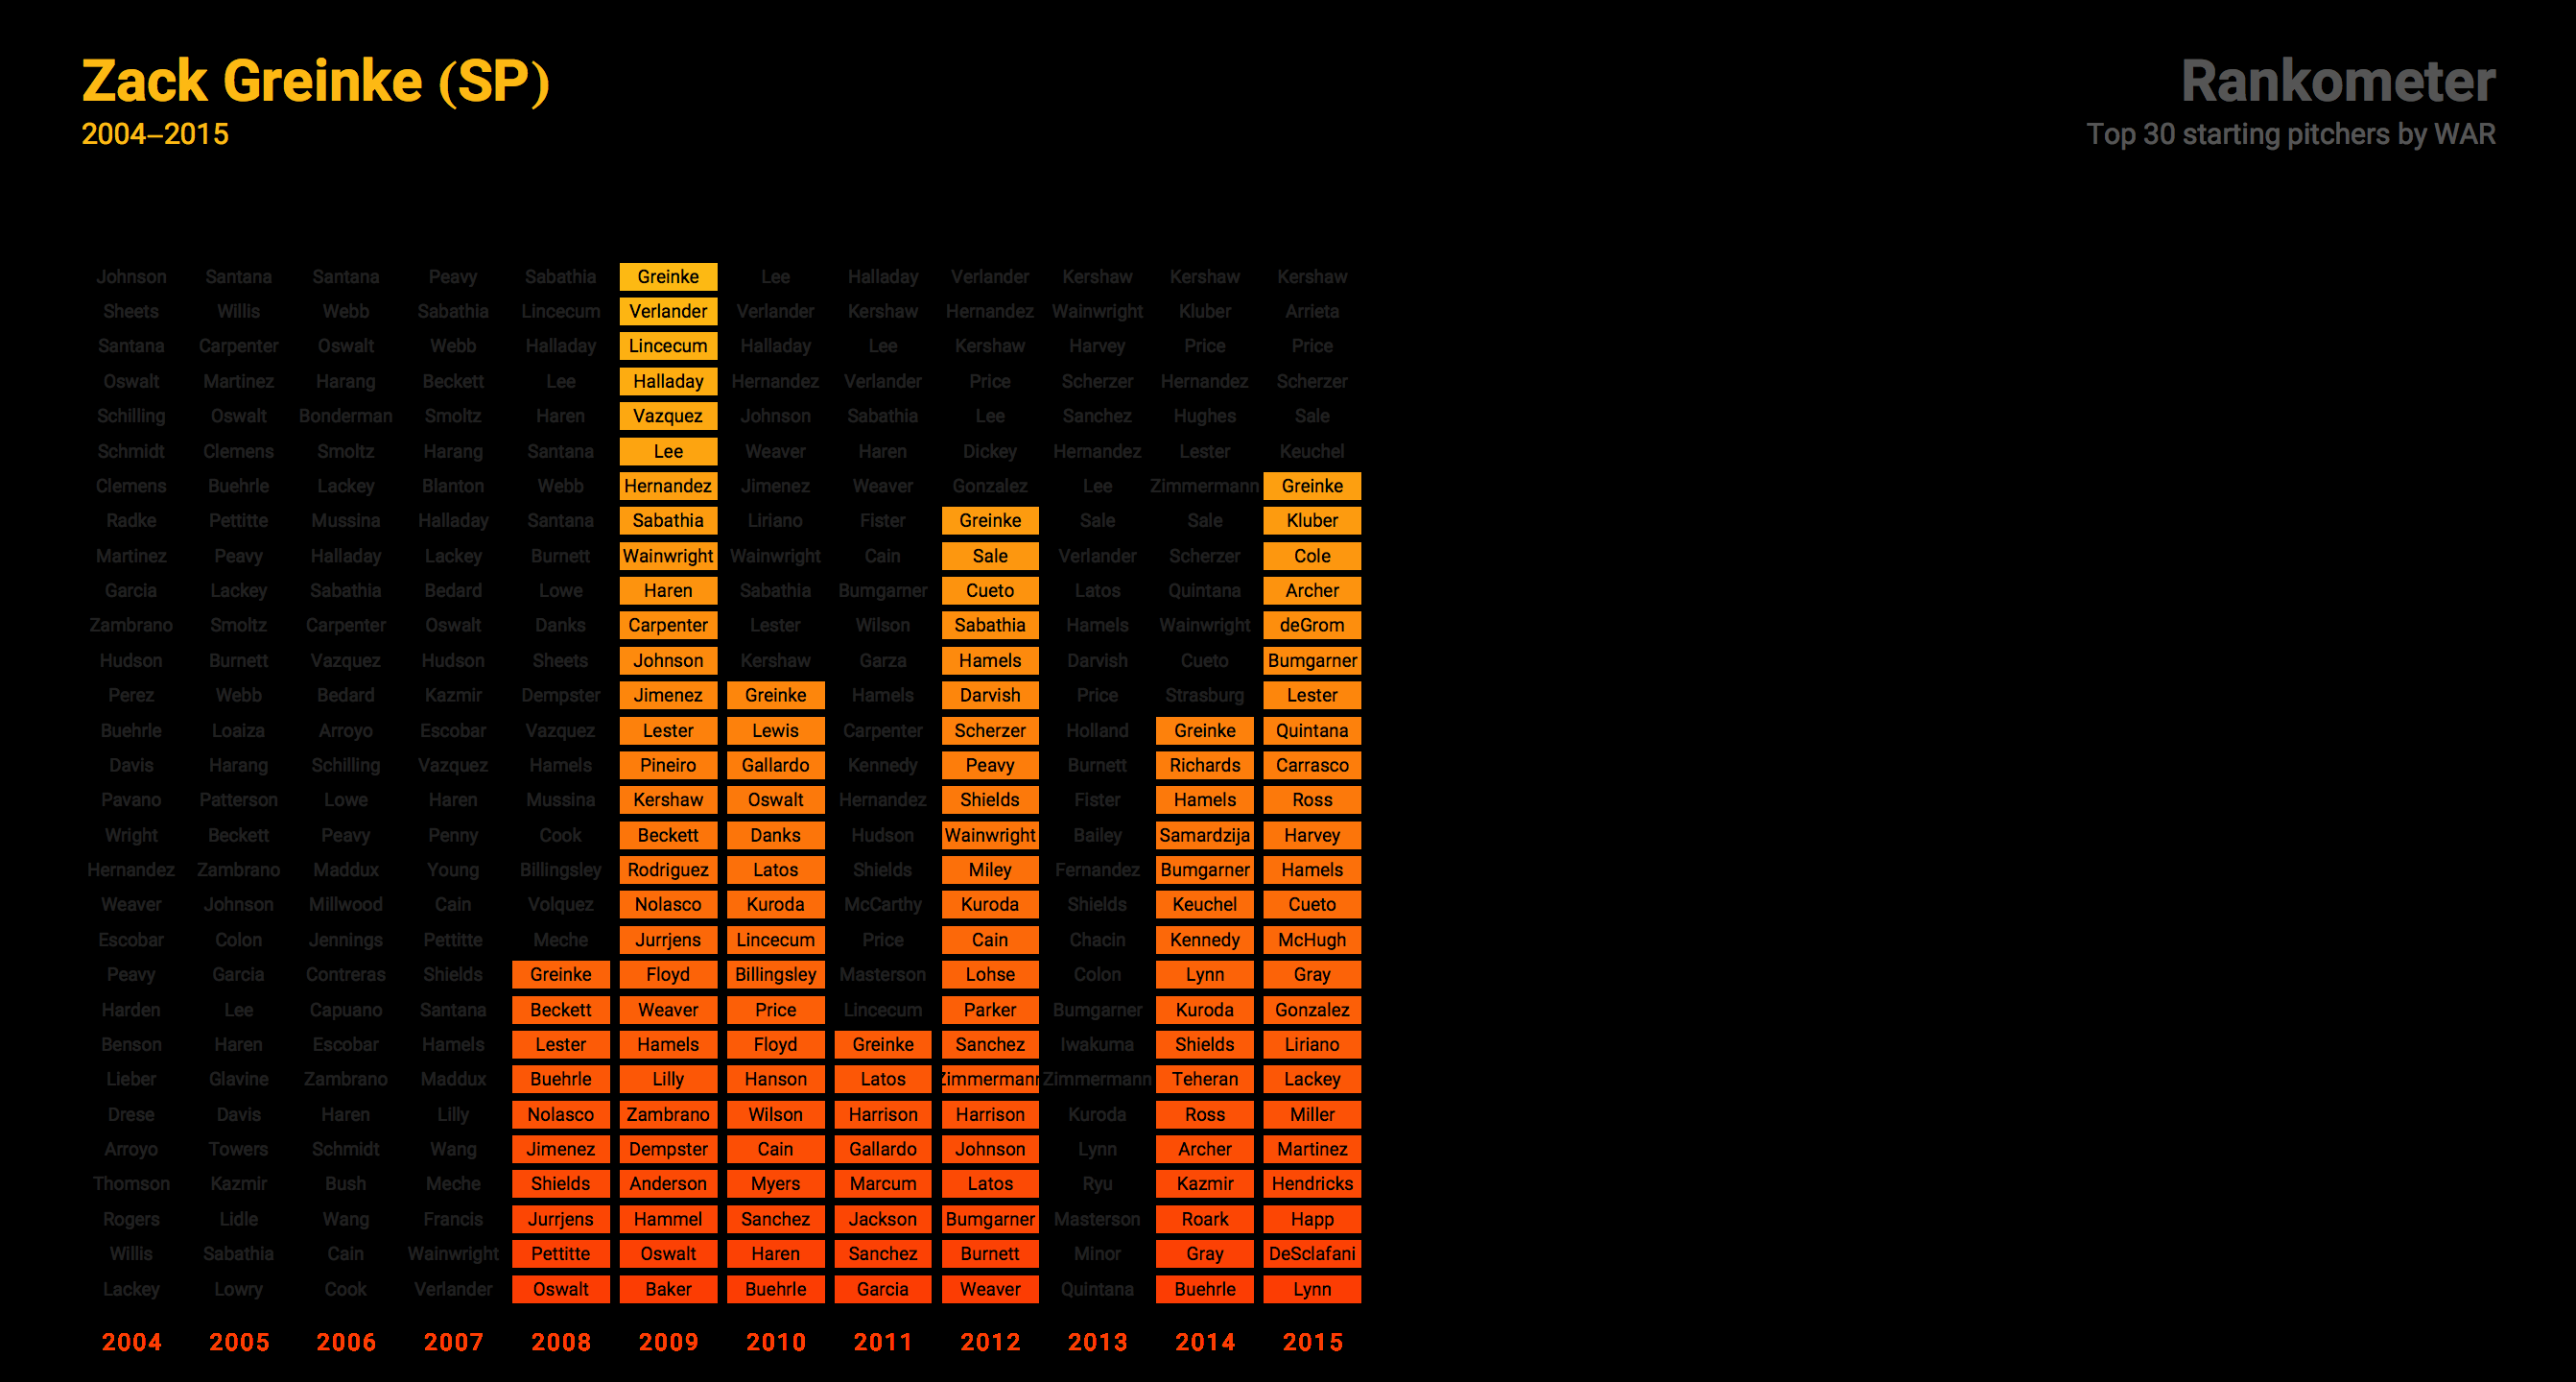 Zack Greinke (SP)
2004–2015
Rankometer
Top 30 starting pitchers by WAR
Johnson Santana Santana Peavy Sabathia Greinke Lee Halladay Verlander Kershaw Kershaw Kershaw
Sheets Willis Webb Sabathia Lincecum Verlander Verlander Kershaw Hernandez Wainwright Kluber Arrieta
Santana Carpenter Oswalt Webb Halladay Lincecum Halladay Lee Kershaw Harvey Price Price
Oswalt Martinez Harang Beckett Lee Halladay Hernandez Verlander Price Scherzer Hernandez Scherzer
Schilling Oswalt Bonderman Smoltz Haren Vazquez Johnson Sabathia Lee Sanchez Hughes Sale
Schmidt Clemens Smoltz Harang Santana Lee Weaver Haren Dickey Hernandez Lester Keuchel
Clemens Buehrle Lackey Blanton Webb Hernandez Jimenez Weaver Gonzalez Lee Zimmermann Greinke
Radke Pettitte Mussina Halladay Santana Sabathia Liriano Fister Greinke Sale Sale Kluber
Martinez Peavy Halladay Lackey Burnett Wainwright Wainwright Cain Sale Verlander Scherzer Cole
Garcia Lackey Sabathia Bedard Lowe Haren Sabathia Bumgarner Cueto Latos Quintana Archer
Zambrano Smoltz Carpenter Oswalt Danks Carpenter Lester Wilson Sabathia Hamels Wainwright deGrom
Hudson Burnett Vazquez Hudson Sheets Johnson Kershaw Garza Hamels Darvish Cueto Bumgarner
Perez Webb Bedard Kazmir Dempster Jimenez Greinke Hamels Darvish Price Strasburg Lester
Buehrle Loaiza Arroyo Escobar Vazquez Lester Lewis Carpenter Scherzer Holland Greinke Quintana
Davis Harang Schilling Vazquez Hamels Pineiro Gallardo Kennedy Peavy Burnett Richards Carrasco
Pavano Patterson Lowe Haren Mussina Kershaw Oswalt Hernandez Shields Fister Hamels Ross
Wright Beckett Peavy Penny Cook Beckett Danks Hudson Wainwright Bailey Samardzija Harvey
Hernandez Zambrano Maddux Young Billingsley Rodriguez Latos Shields Miley Fernandez Bumgarner Hamels
Weaver Johnson Millwood Cain Volquez Nolasco Kuroda McCarthy Kuroda Shields Keuchel Cueto
Escobar Colon Jennings Pettitte Meche Jurrjens Lincecum Price Cain Chacin Kennedy McHugh
Peavy Garcia Contreras Shields Greinke Floyd Billingsley Masterson Lohse Colon Lynn Gray
Harden Lee Capuano Santana Beckett Weaver Price Lincecum Parker Bumgarner Kuroda Gonzalez
Benson Haren Escobar Hamels Lester Hamels Floyd Greinke Sanchez Iwakuma Shields Liriano
Lieber Glavine Zambrano Maddux Buehrle Lilly Hanson Latos Zimmermann Zimmermann Teheran Lackey
Drese Davis Haren Lilly Nolasco Zambrano Wilson Harrison Harrison Kuroda Ross Miller
Arroyo Towers Schmidt Wang Jimenez Dempster Cain Gallardo Johnson Lynn Archer Martinez
Thomson Kazmir Bush Meche Shields Anderson Myers Marcum Latos Ryu Kazmir Hendricks
Rogers Lidle Wang Francis Jurrjens Hammel Sanchez Jackson Bumgarner Masterson Roark Happ
Willis Sabathia Cain Wainwright Pettitte Oswalt Haren Sanchez Burnett Minor Gray DeSclafani
Lackey Lowry Cook Verlander Oswalt Baker Buehrle Garcia Weaver Quintana Buehrle Lynn
2004 2005 2006 2007 2008 2009 2010 2011 2012 2013 2014 2015